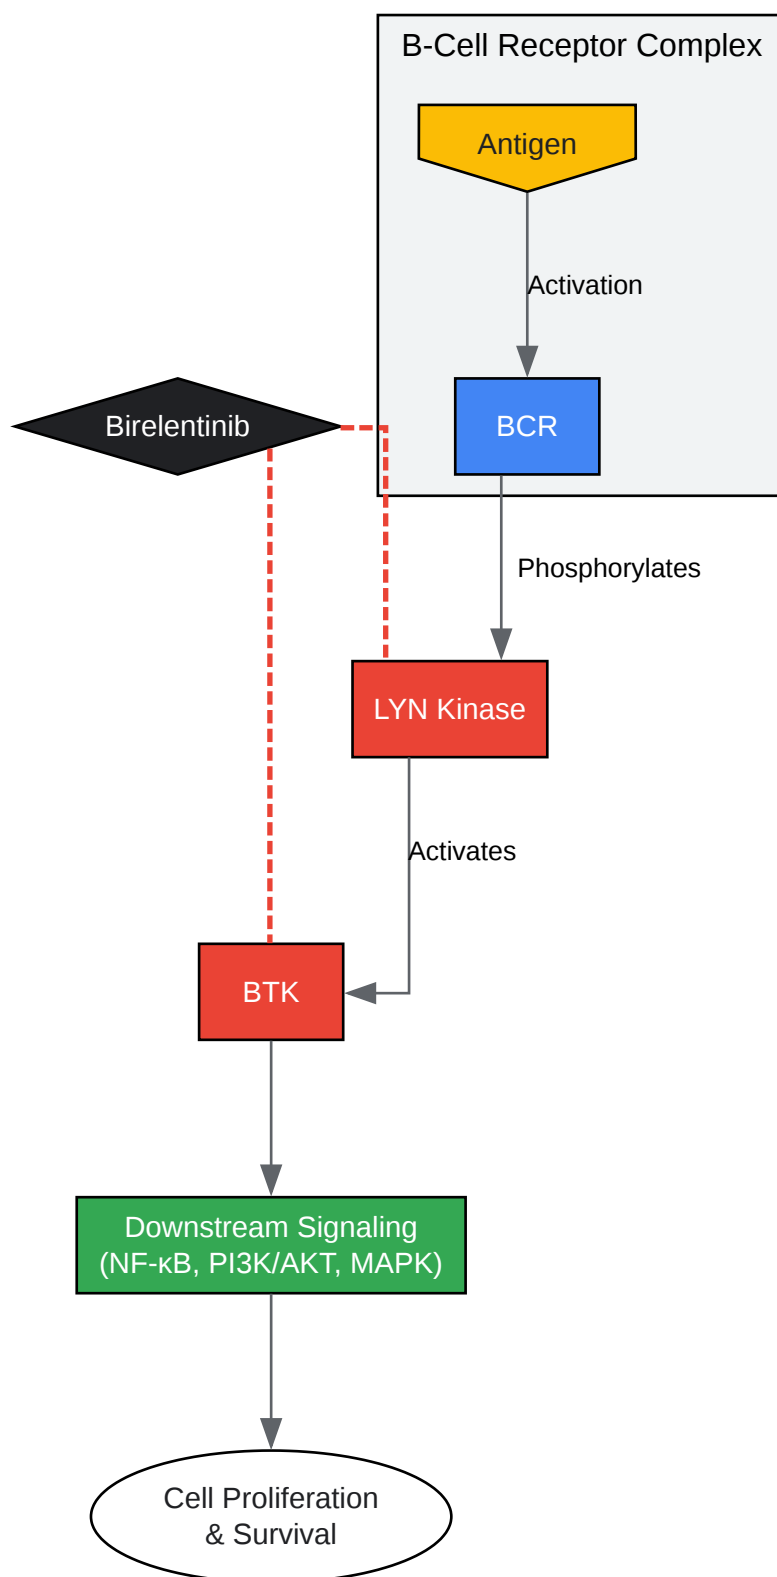 B-Cell Receptor Complex
Antigen
Activation
Birelentinib
BCR
Phosphorylates
LYN Kinase
Activates
BTK
Downstream Signaling
(NF-κB, PI3K/AKT, MAPK)
Cell Proliferation
& Survival